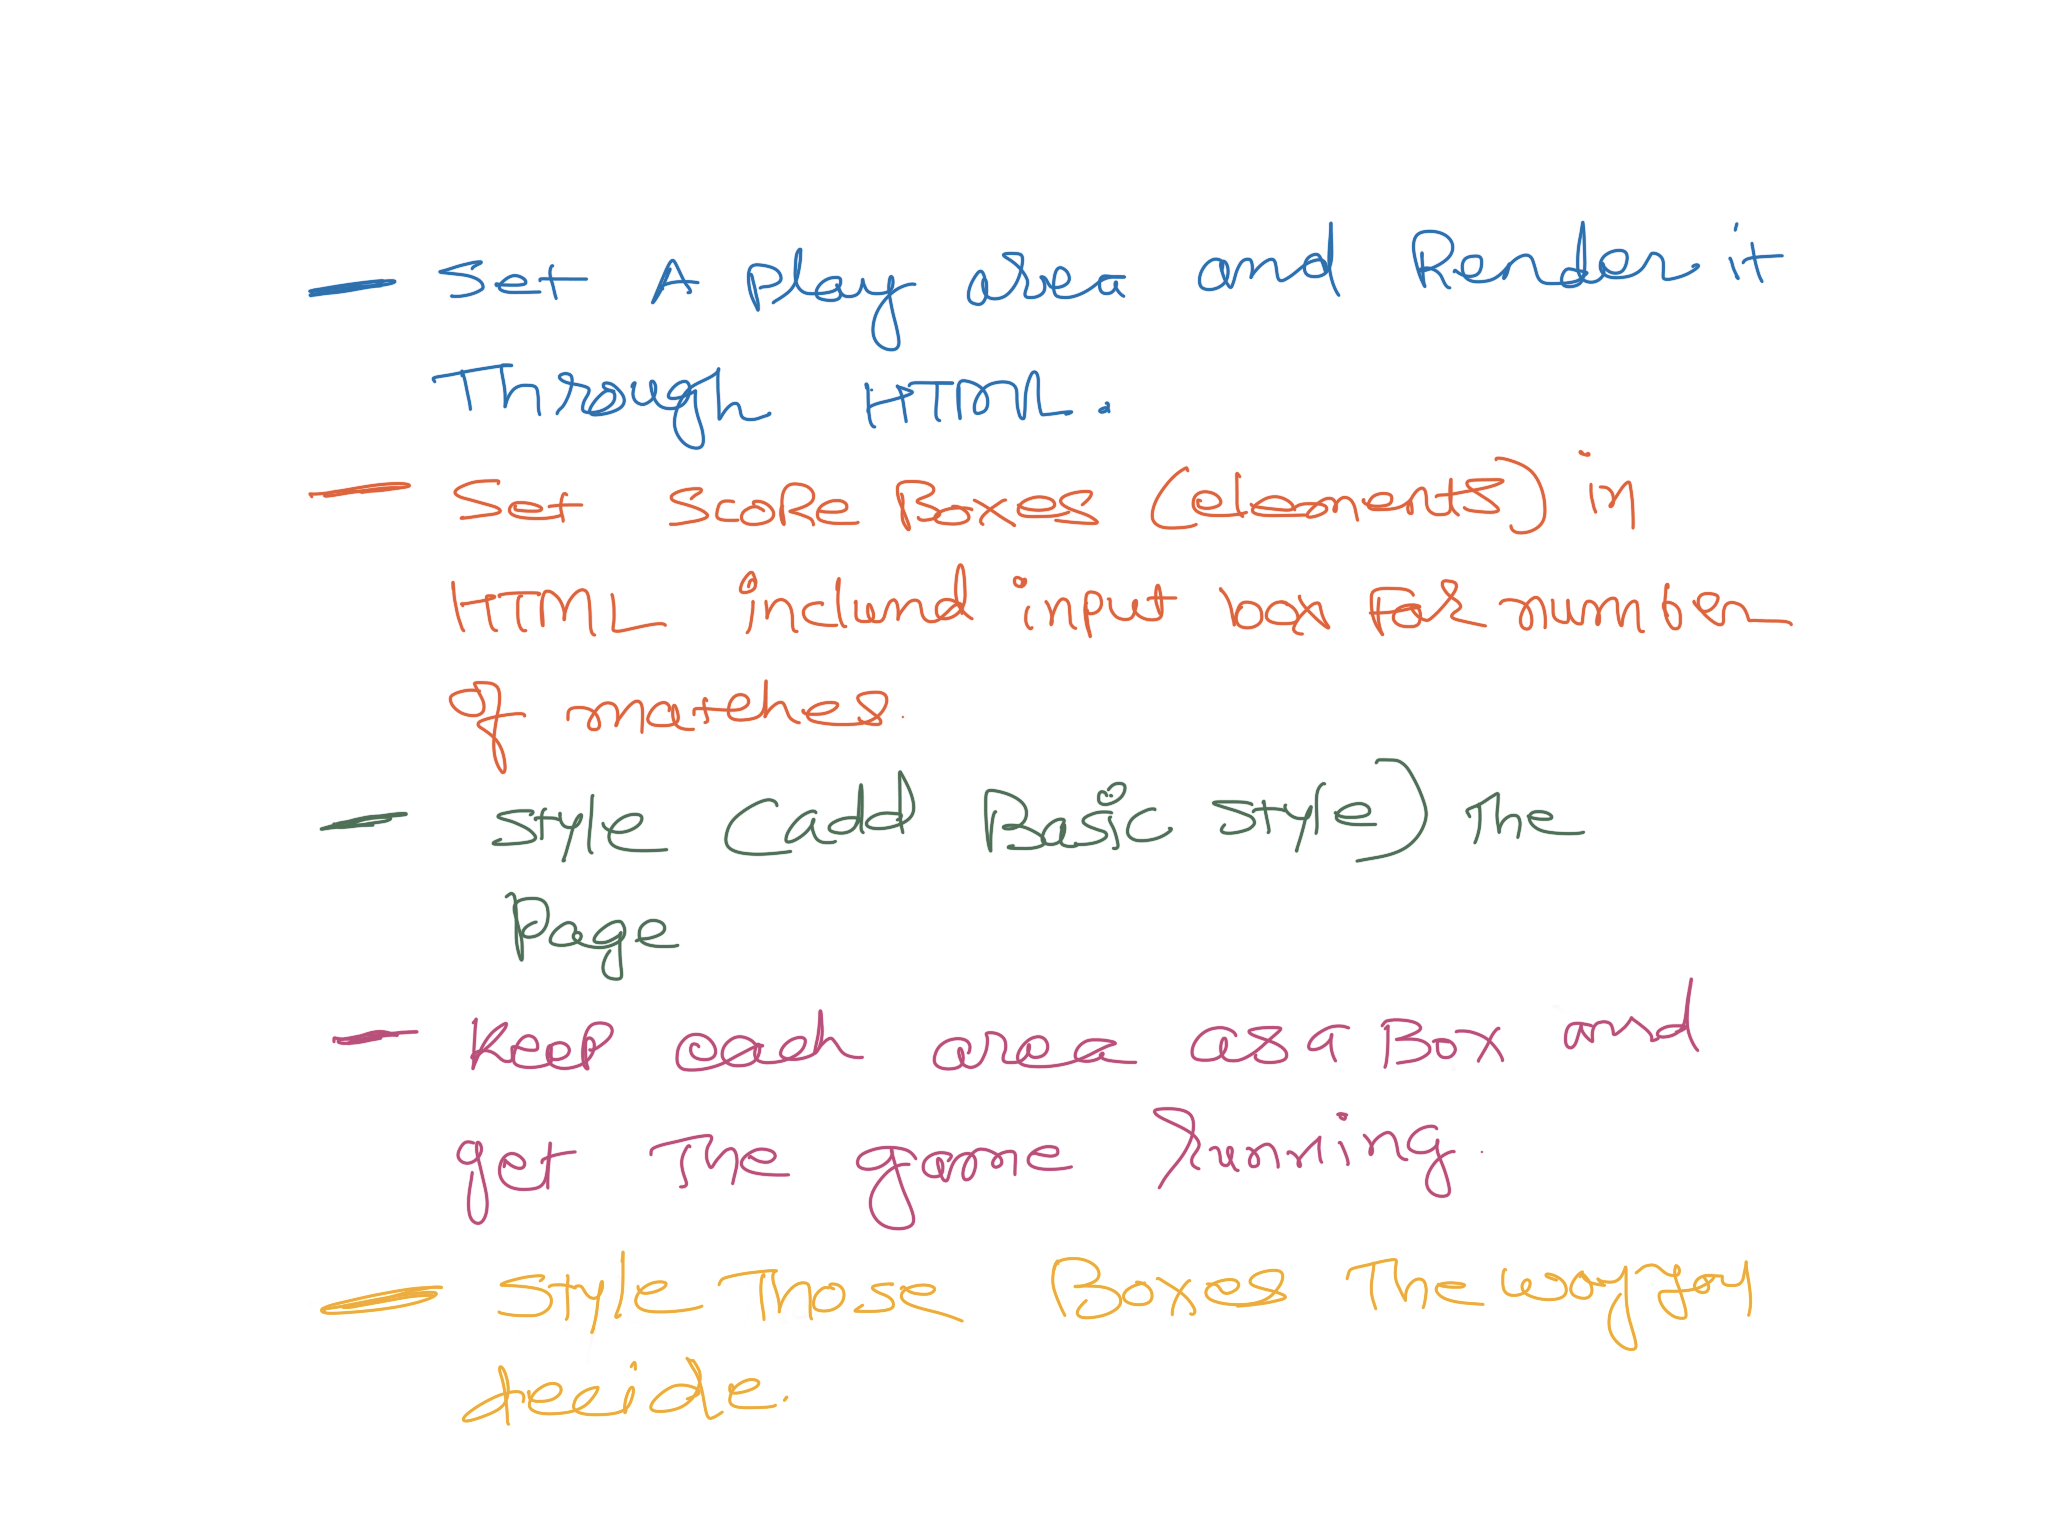 - Set A play area and Render it
Through HTML.
- Set ScoRe Boxes (elements) in
HTML inclund input box For number
of matches.
- Style (add Basic style) The
Page
- Keep each area as a Box and
get The game running.
- Style Those Boxes The way you
decide.